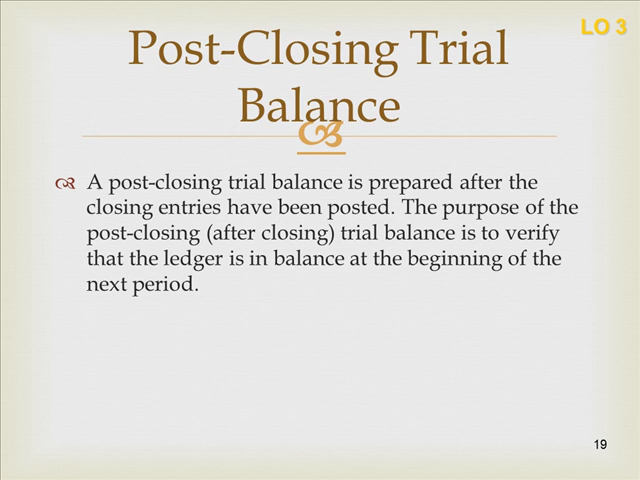 LO 3
Post-Closing Trial
Balance
A post-closing trial balance is prepared after the
closing entries have been posted. The purpose of the
post-closing (after closing) trial balance is to verify
that the ledger is in balance at the beginning of the
next period.
19